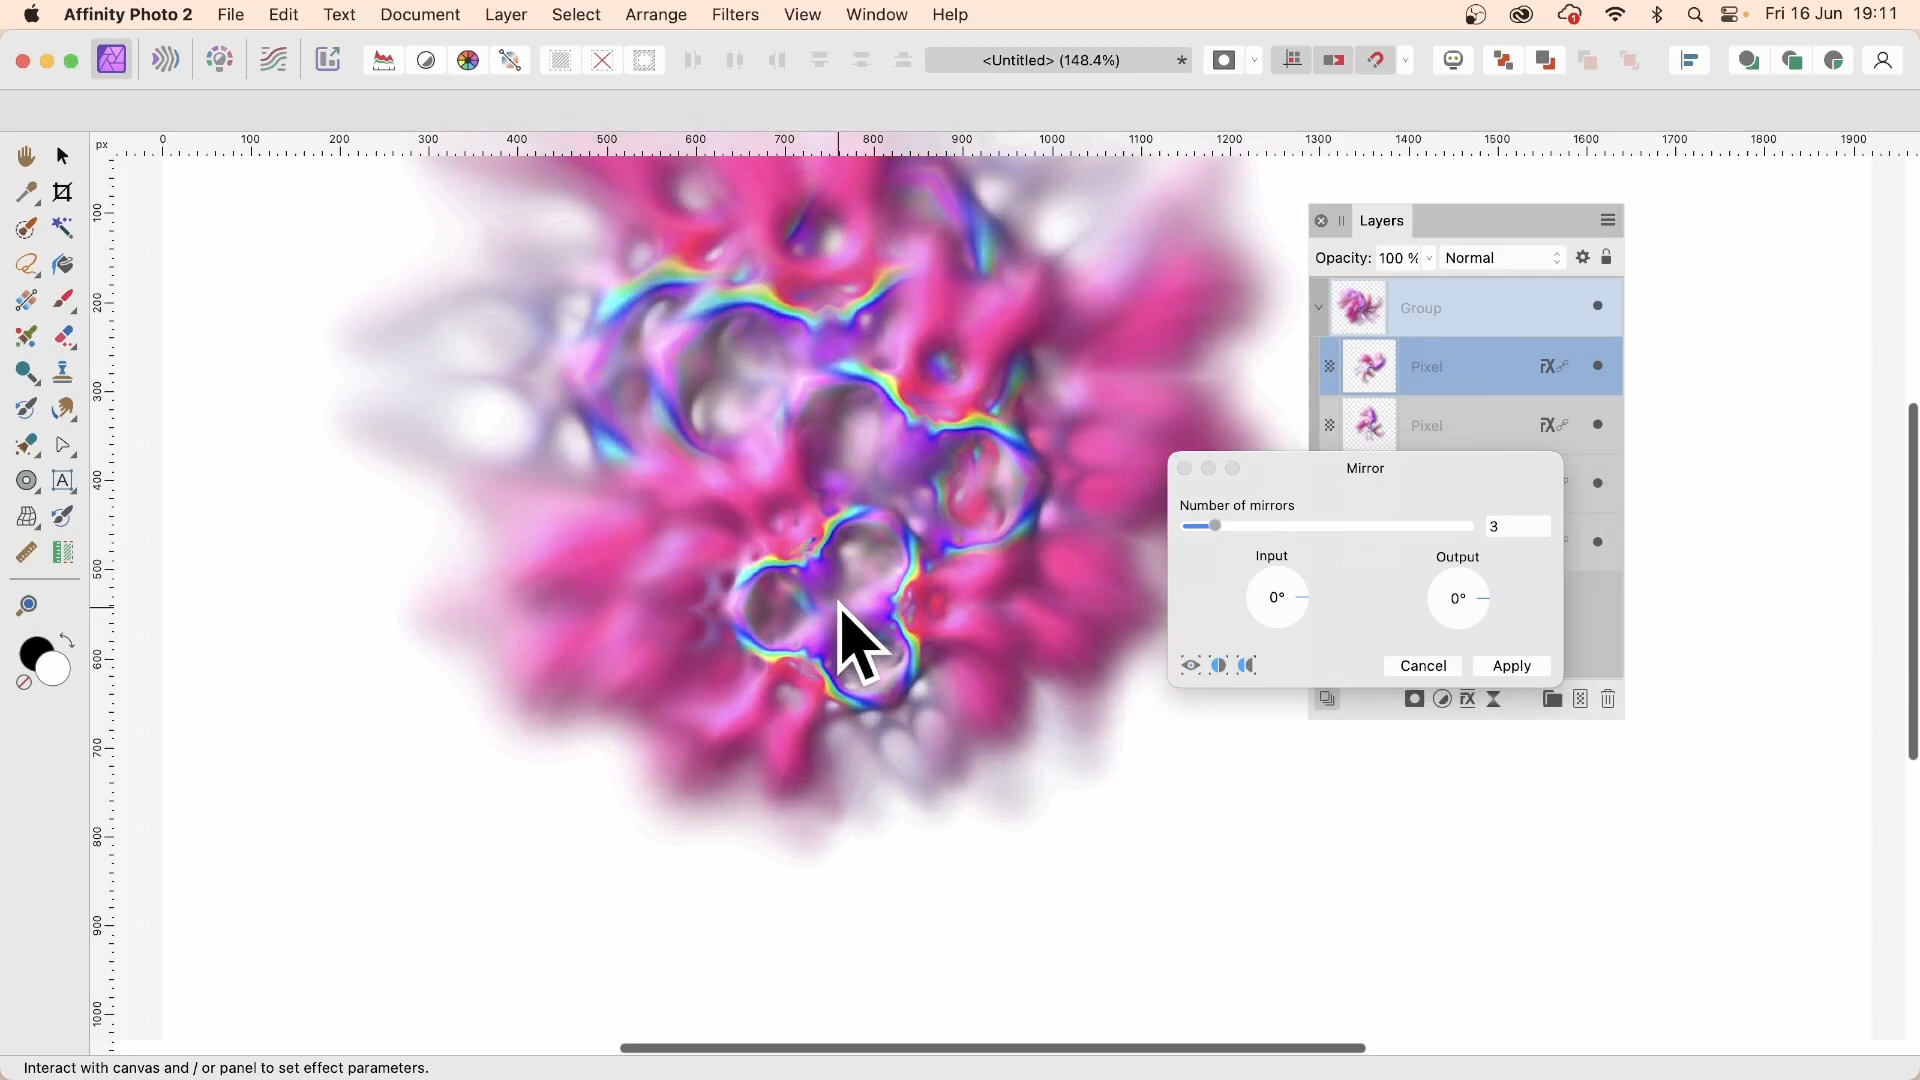 Affinity Photo 2 File Edit Text Document Layer Select Arrange Filters View Window Help 1 Fri 16 Jun 19:11
<Untitled> (148.4%) *
px 0 100 200 300 400 500 600 700 800 900 1000 1100 1200 1300 1400 1500 1600 1700 1800 1900
100
200
300
400
500
600
700
800
900
1000
Layers
Opacity: 100 % Normal
Group
Pixel FX
Pixel FX
Mirror
Number of mirrors
3
Input Output
0° 0°
Cancel Apply
FX
A
Interact with canvas and / or panel to set effect parameters.